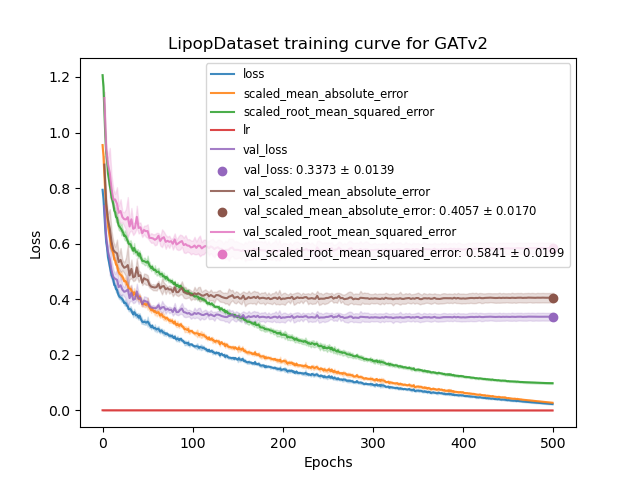 LipopDataset training curve for GATv2
loss
scaled_mean_absolute_error
scaled_root_mean_squared_error
lr
val_loss
val_loss: 0.3373 ± 0.0139
val_scaled_mean_absolute_error
val_scaled_mean_absolute_error: 0.4057 ± 0.0170
val_scaled_root_mean_squared_error
val_scaled_root_mean_squared_error: 0.5841 ± 0.0199
Loss
1.2
1.0
0.8
0.6
0.4
0.2
0.0
0 100 200 300 400 500
Epochs